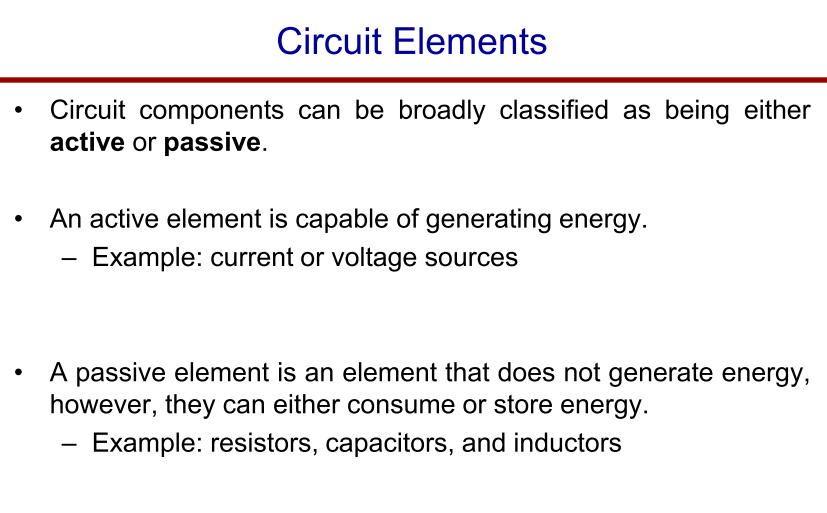 Circuit Elements
• Circuit components can be broadly classified as being either
active or passive.
• An active element is capable of generating energy.
– Example: current or voltage sources
• A passive element is an element that does not generate energy,
however, they can either consume or store energy.
– Example: resistors, capacitors, and inductors